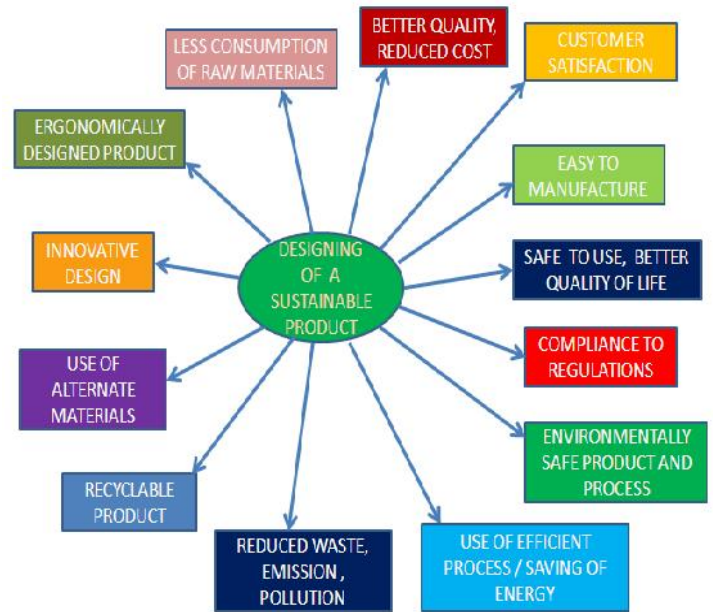 BETTER QUALITY,
REDUCED COST
CUSTOMER
SATISFACTION
LESS CONSUMPTION
OF RAW MATERIALS
ERGONOMICALLY
DESIGNED PRODUCT
EASY TO
MANUFACTURE
INNOVATIVE
DESIGN
DESIGNING
OF A
SUSTAINABLE
PRODUCT
SAFE TO USE, BETTER
QUALITY OF LIFE
USE OF
ALTERNATE
MATERIALS
COMPLIANCE TO
REGULATIONS
RECYCLABLE
PRODUCT
ENVIRONMENTALLY
SAFE PRODUCT AND
PROCESS
REDUCED WASTE,
EMISSION ,
POLLUTION
USE OF EFFICIENT
PROCESS / SAVING OF
ENERGY